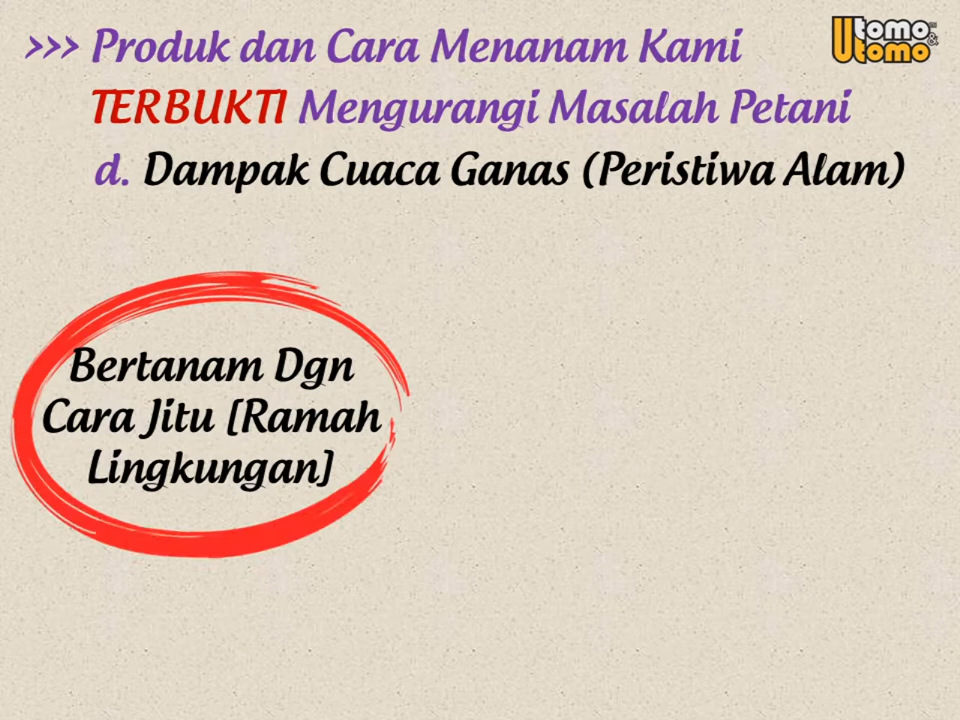 >>> Produk dan Cara Menanam Kami
TERBUKTI Mengurangi Masalah Petani
d. Dampak Cuaca Ganas (Peristiwa Alam)
Utomo™
& Utomo
Bertanam Dgn
Cara Jitu [Ramah
Lingkungan]